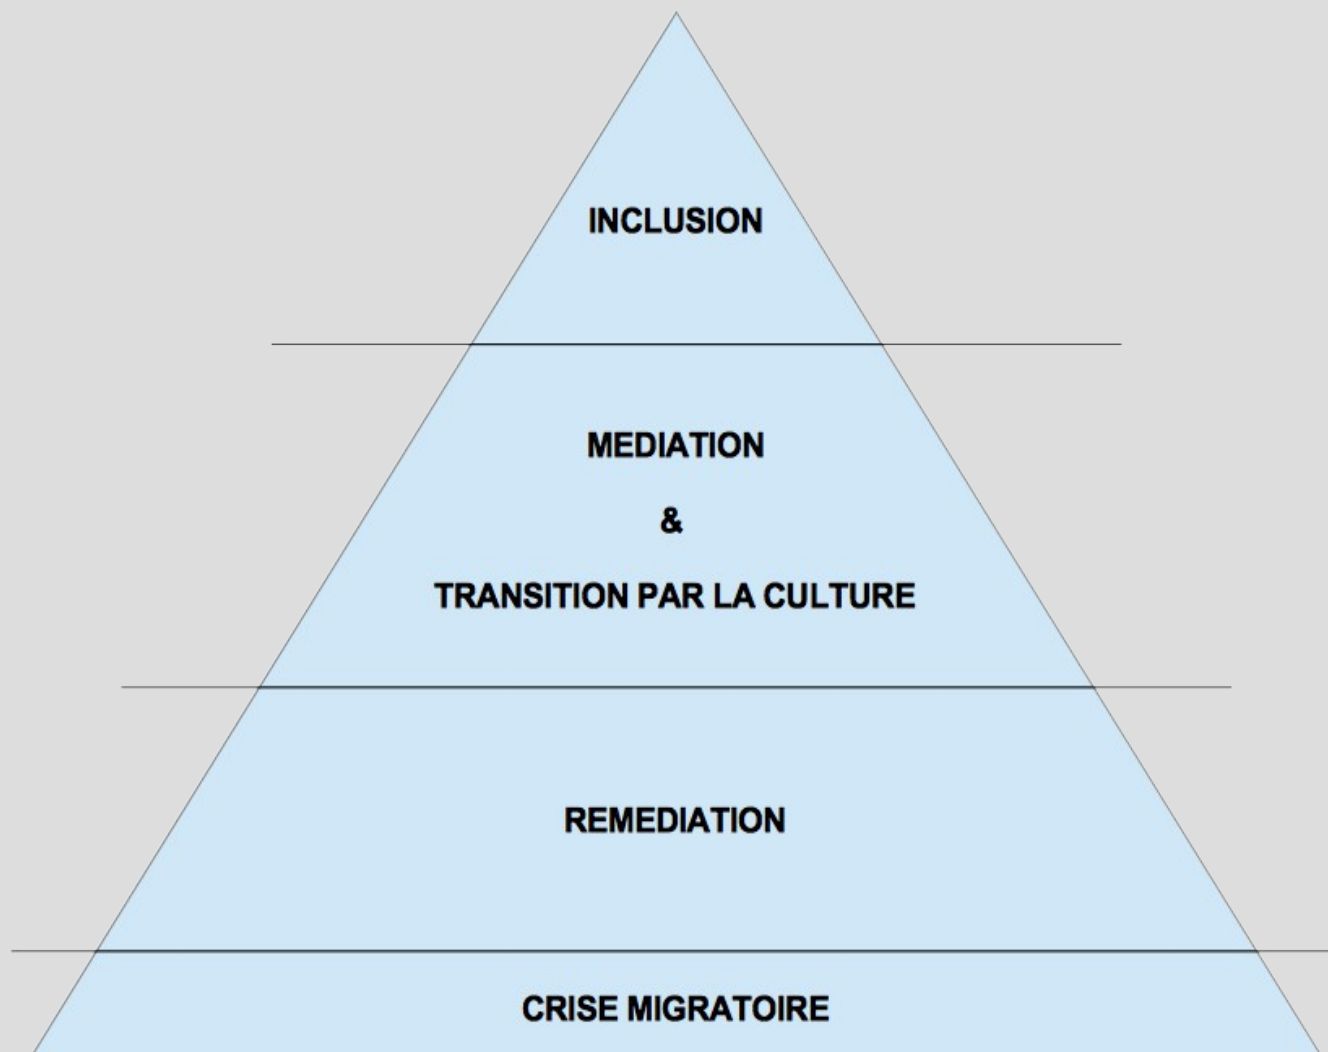 INCLUSION
MEDIATION
&
TRANSITION PAR LA CULTURE
REMEDIATION
CRISE MIGRATOIRE